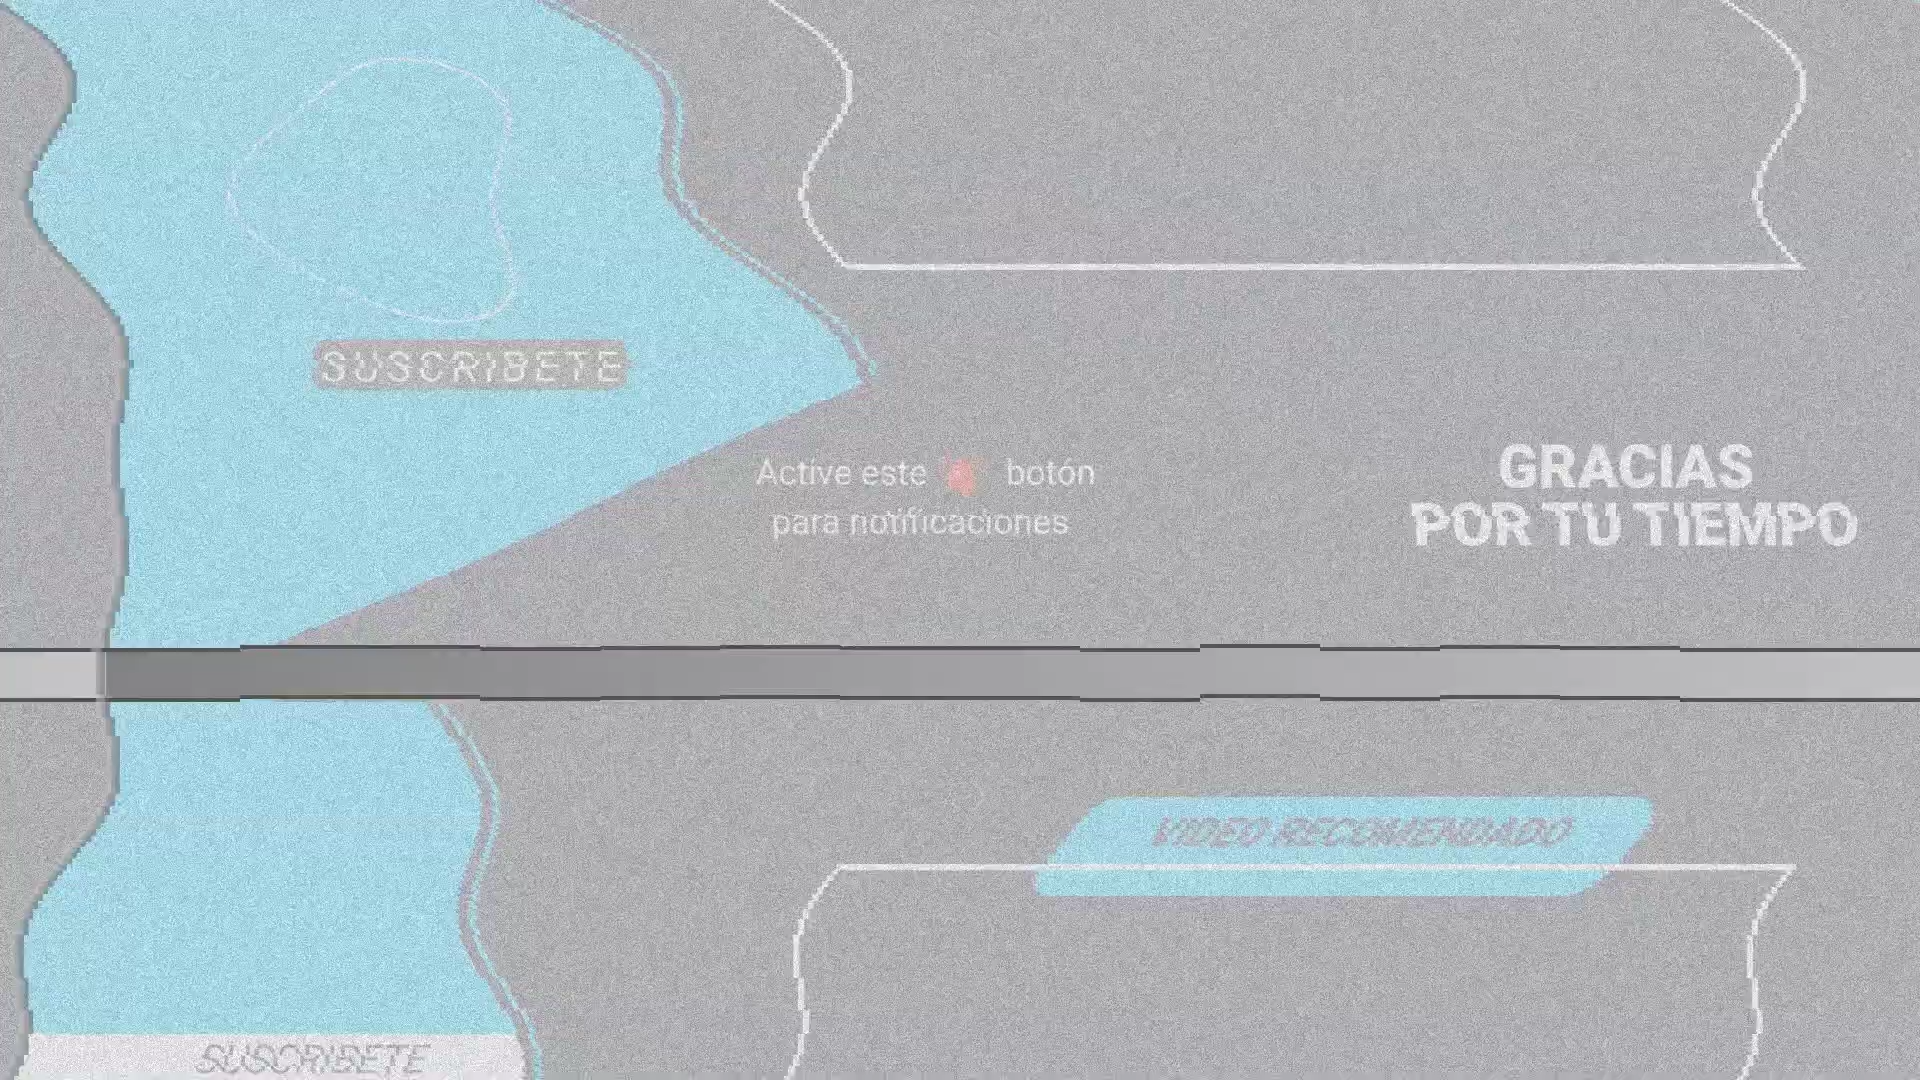 SUSCRIBETE
Active este botón
para notificaciones
GRACIAS
POR TU TIEMPO
VIDEO RECOMENDADO
SUSCRIBETE